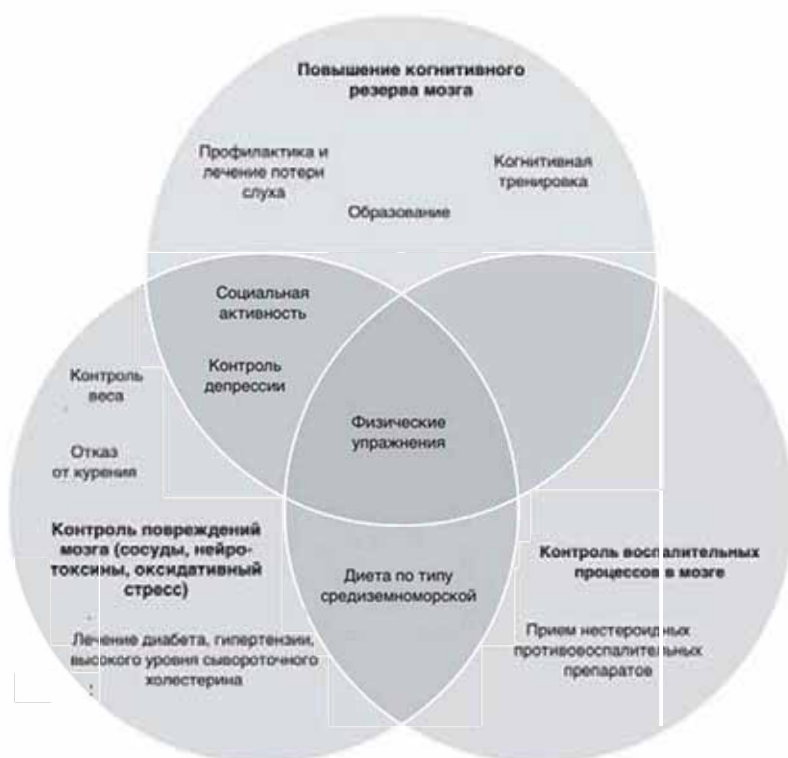 Повышение когнитивного
резерва мозга
Профилактика и
лечение потери
слуха
Когнитивная
тренировка
Образование
Социальная
активность
Контроль
депрессии
Контроль
веса
Отказ
от курения
Физические
упражнения
Контроль повреждений
мозга (сосуды, нейро-
токсины, оксидативный
стресс)
Диета по типу
средиземноморской
Контроль воспалительных
процессов в мозге
Лечение диабета, гипертензии,
высокого уровня сывороточного
холестерина
Прием нестероидных
противовоспалительных
препаратов